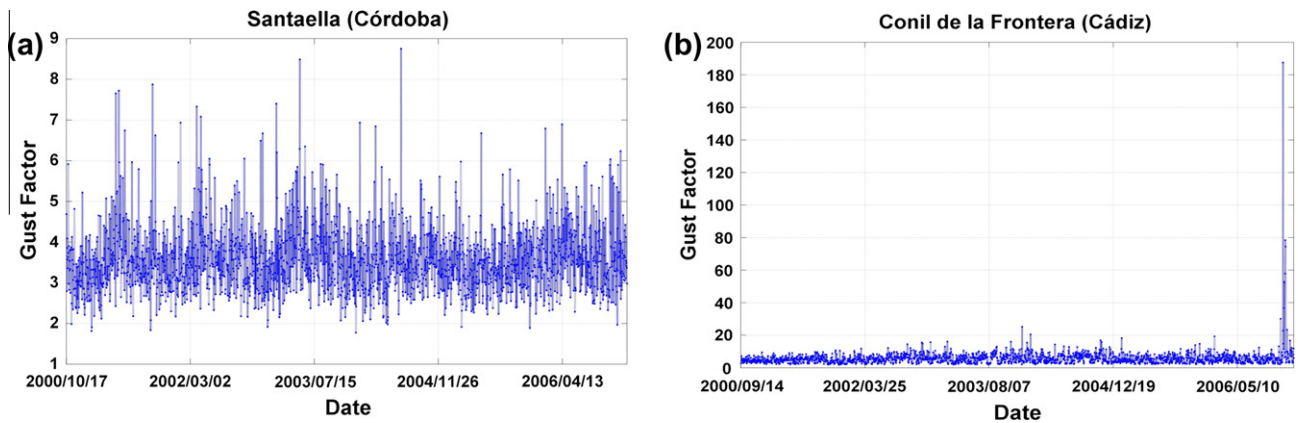 Santaella (Córdoba)
(a)
9
8
7
6
5
4
3
2
1
Gust Factor
2000/10/17 2002/03/02 2003/07/15 2004/11/26 2006/04/13
Date
Conil de la Frontera (Cádiz)
(b)
200
180
160
140
120
100
80
60
40
20
0
Gust Factor
2000/09/14 2002/03/25 2003/08/07 2004/12/19 2006/05/10
Date